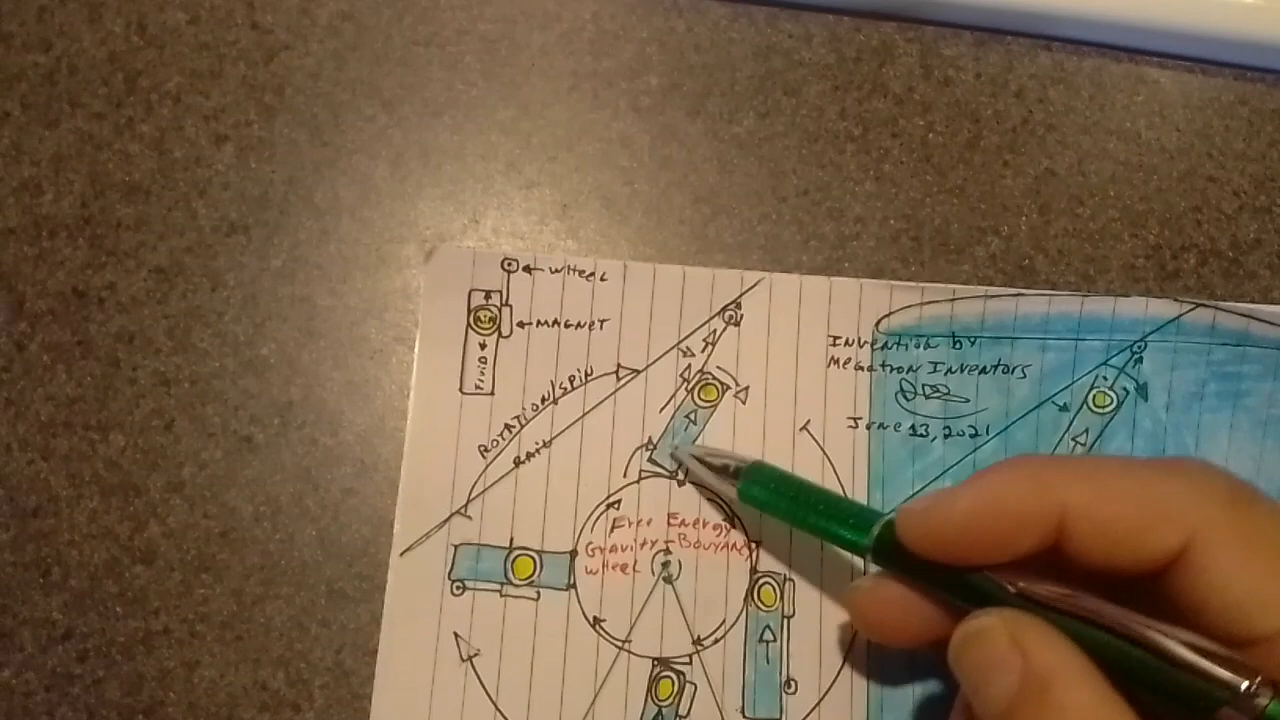 WHEEL
AIR
MAGNET
FLUID
ROTATION/SPIN
RAIL
Invention by
Megatron Inventors
June 13, 2021
Free Energy
Gravity-Bouyancy
Wheel